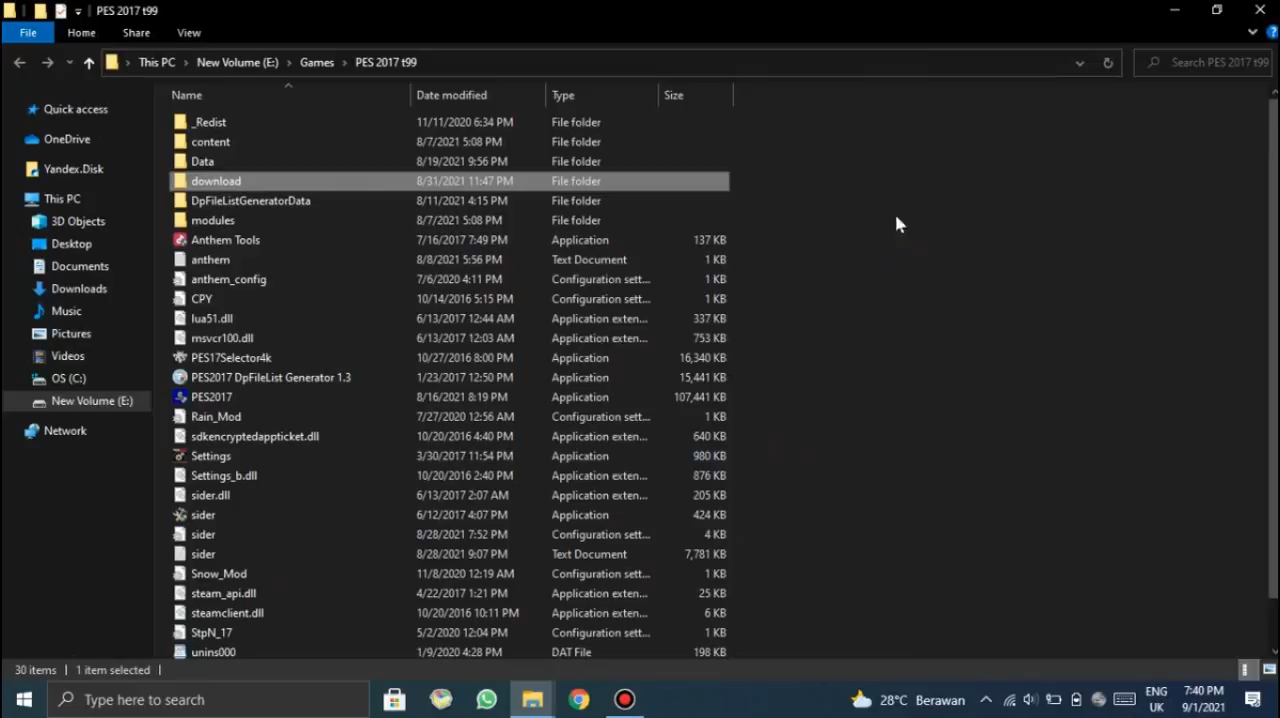 PES 2017 t99
File Home Share View
This PC New Volume (E:) Games PES 2017 t99 Search PES 2017 t99
Name Date modified Type Size
Quick access
OneDrive
Yandex.Disk
This PC
3D Objects
Desktop
Documents
Downloads
Music
Pictures
Videos
OS (C:)
New Volume (E:)
Network
_Redist 11/11/2020 6:34 PM File folder
content 8/7/2021 5:08 PM File folder
Data 8/19/2021 9:56 PM File folder
download 8/31/2021 11:47 PM File folder
DpFileListGeneratorData 8/11/2021 4:15 PM File folder
modules 8/7/2021 5:08 PM File folder
Anthem Tools 7/16/2017 7:49 PM Application 137 KB
anthem 8/8/2021 5:56 PM Text Document 1 KB
anthem_config 7/6/2020 4:11 PM Configuration sett... 1 KB
CPY 10/14/2016 5:15 PM Configuration sett... 1 KB
lua51.dll 6/13/2017 12:44 AM Application exten... 337 KB
msvcr100.dll 6/13/2017 12:03 AM Application exten... 753 KB
PES17Selector4k 10/27/2016 8:00 PM Application 16,340 KB
PES2017 DpFileList Generator 1.3 1/23/2017 12:50 PM Application 15,441 KB
PES2017 8/16/2021 8:19 PM Application 107,441 KB
Rain_Mod 7/27/2020 12:56 AM Configuration sett... 1 KB
sdkencryptedappticket.dll 10/20/2016 4:40 PM Application exten... 640 KB
Settings 3/30/2017 11:54 PM Application 980 KB
Settings_b.dll 10/20/2016 2:40 PM Application exten... 876 KB
sider.dll 6/13/2017 2:07 AM Application exten... 205 KB
sider 6/12/2017 4:07 PM Application 424 KB
sider 8/28/2021 7:52 PM Configuration sett... 4 KB
sider 8/28/2021 9:07 PM Text Document 7,781 KB
Snow_Mod 11/8/2020 12:19 AM Configuration sett... 1 KB
steam_api.dll 4/22/2017 1:21 PM Application exten... 25 KB
steamclient.dll 10/20/2016 10:11 PM Application exten... 6 KB
StpN_17 5/2/2020 12:04 PM Configuration sett... 1 KB
unins000 1/9/2020 4:28 PM DAT File 198 KB
30 items 1 item selected
Type here to search 28°C Berawan ENG UK 7:40 PM 9/1/2021